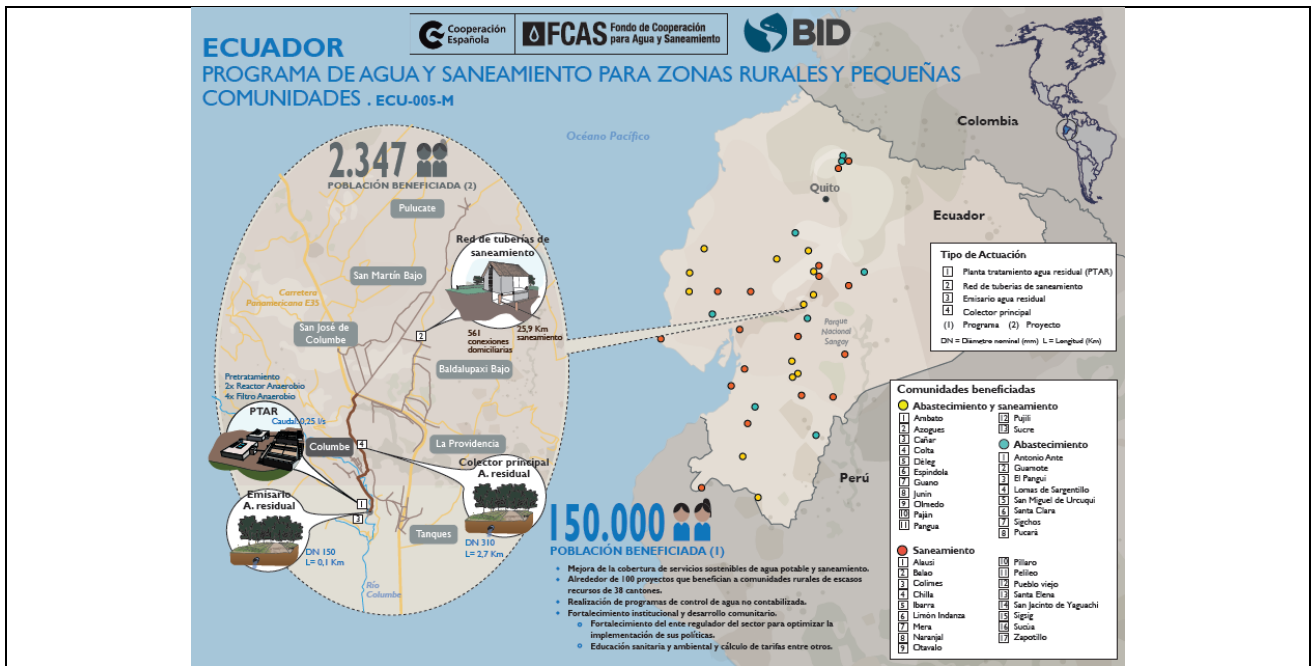 Cooperación
Española
FCAS
Fondo de Cooperación
para Agua y Saneamiento
BID
ECUADOR
PROGRAMA DE AGUA Y SANEAMIENTO PARA ZONAS RURALES Y PEQUEÑAS
COMUNIDADES . ECU-005-M
Océano Pacífico
Colombia
Quito
Ecuador
Parque
Nacional
Sangay
Perú
2.347
POBLACIÓN BENEFICIADA (2)
Pulucate
Red de tuberías de
saneamiento
San Martín Bajo
Carretera
Panamericana E35
San José de
Columbe
2
561
conexiones
domiciliarias
25,9 Km
saneamiento
Baldalupaxi Bajo
Pretratamiento
2x Reactor Anaerobio
4x Filtro Anaerobio
PTAR
Caudal: 0,25 l/s
Columbe
4
La Providencia
Colector principal
A. residual
Emisario
A. residual
1
3
DN 150
L= 0,1 Km
Tanques
DN 310
L= 2,7 Km
Río
Columbe
150.000
POBLACIÓN BENEFICIADA (1)
• Mejora de la cobertura de servicios sostenibles de agua potable y saneamiento.
• Alrededor de 100 proyectos que benefician a comunidades rurales de escasos
recursos de 38 cantones.
• Realización de programas de control de agua no contabilizada.
• Fortalecimiento institucional y desarrollo comunitario.
o Fortalecimiento del ente regulador del sector para optimizar la
implementación de sus políticas.
o Educación sanitaria y ambiental y cálculo de tarifas entre otros.
Tipo de Actuación
1 Planta tratamiento agua residual (PTAR)
2 Red de tuberías de saneamiento
3 Emisario agua residual
4 Colector principal
(1) Programa (2) Proyecto
DN = Diámetro nominal (mm) L = Longitud (Km)
Comunidades beneficiadas
Abastecimiento y saneamiento
1 Ambato
2 Azogues
3 Cañar
4 Colta
5 Déleg
6 Espíndola
7 Guano
8 Junín
9 Olmedo
10 Paján
11 Pangua
12 Pujilí
13 Sucre
Abastecimiento
1 Antonio Ante
2 Guamote
3 El Pangui
4 Lomas de Sargentillo
5 San Miguel de Urcuqui
6 Santa Clara
7 Sigchos
8 Pucará
Saneamiento
1 Alausí
2 Balao
3 Colimes
4 Chilla
5 Ibarra
6 Limón Indanza
7 Mera
8 Naranjal
9 Otavalo
10 Píllaro
11 Pelileo
12 Pueblo viejo
13 Santa Elena
14 San Jacinto de Yaguachi
15 Sigsig
16 Sucúa
17 Zapotillo